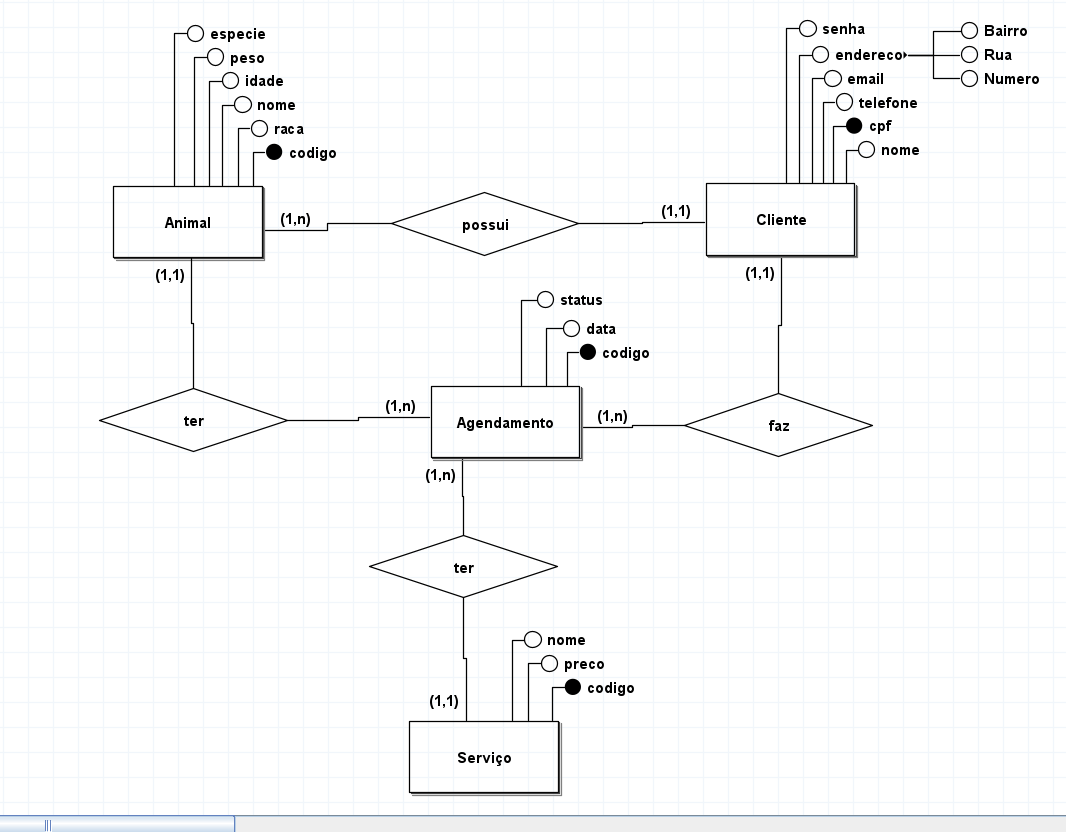 especie
peso
idade
nome
raca
codigo
senha
endereco
Bairro
Rua
Numero
email
telefone
cpf
nome
Animal
(1,n)
possui
(1,1)
Cliente
(1,1)
(1,1)
status
data
codigo
ter
(1,n)
Agendamento
(1,n)
faz
(1,n)
ter
nome
preco
codigo
(1,1)
Serviço